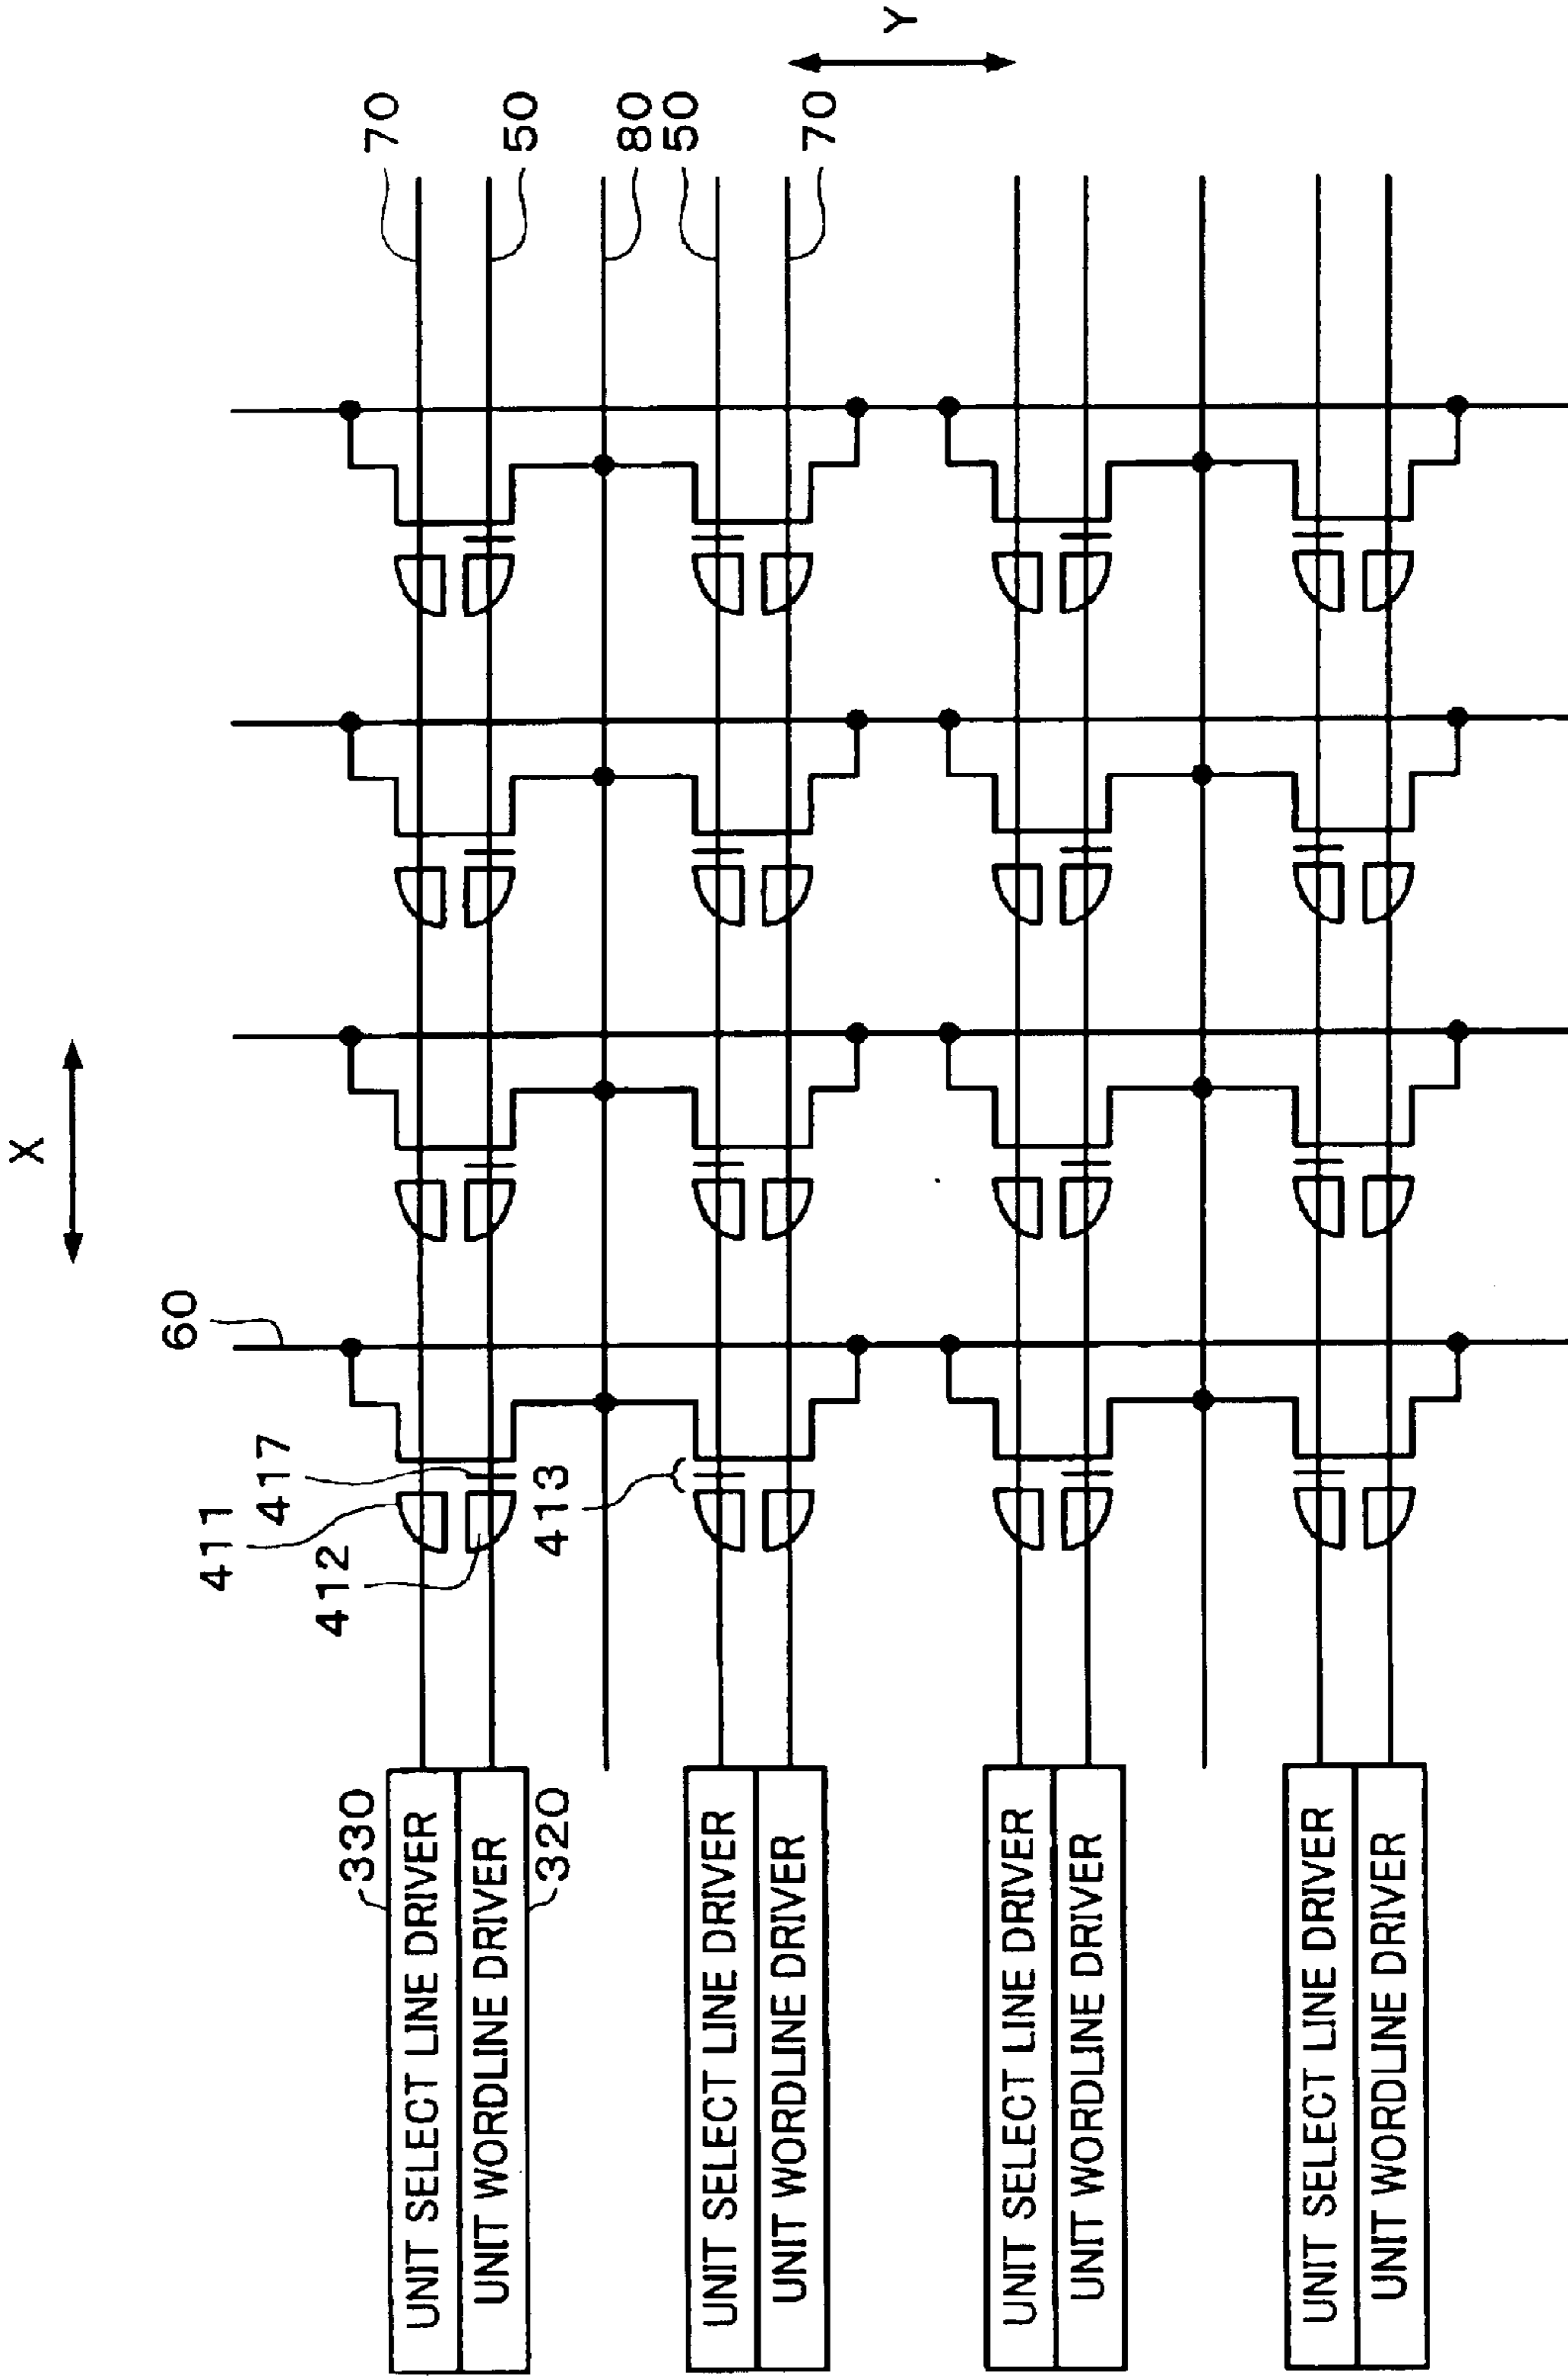 X
Y
70
50
80
50
70
60
411
417
412
413
330
UNIT SELECT LINE DRIVER
UNIT WORDLINE DRIVER
320
UNIT SELECT LINE DRIVER
UNIT WORDLINE DRIVER
UNIT SELECT LINE DRIVER
UNIT WORDLINE DRIVER
UNIT SELECT LINE DRIVER
UNIT WORDLINE DRIVER